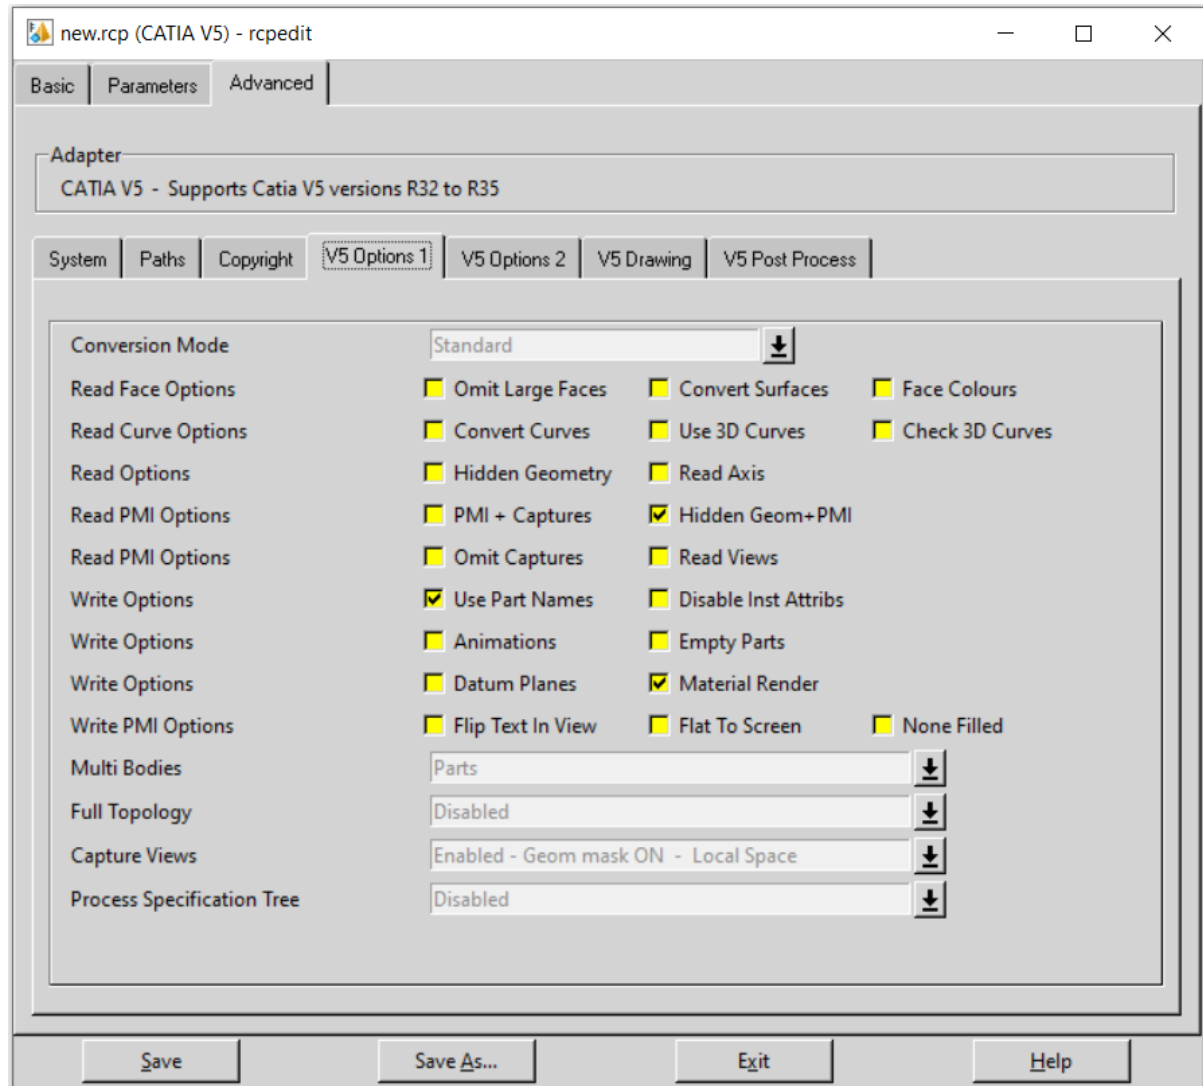 new.rcp (CATIA V5) - rcpedit
Basic Parameters Advanced
Adapter
CATIA V5 - Supports Catia V5 versions R32 to R35
System Paths Copyright V5 Options 1 V5 Options 2 V5 Drawing V5 Post Process
Conversion Mode Standard
Read Face Options Omit Large Faces Convert Surfaces Face Colours
Read Curve Options Convert Curves Use 3D Curves Check 3D Curves
Read Options Hidden Geometry Read Axis
Read PMI Options PMI + Captures Hidden Geom+PMI
Read PMI Options Omit Captures Read Views
Write Options Use Part Names Disable Inst Attribs
Write Options Animations Empty Parts
Write Options Datum Planes Material Render
Write PMI Options Flip Text In View Flat To Screen None Filled
Multi Bodies Parts
Full Topology Disabled
Capture Views Enabled - Geom mask ON - Local Space
Process Specification Tree Disabled
Save Save As... Exit Help